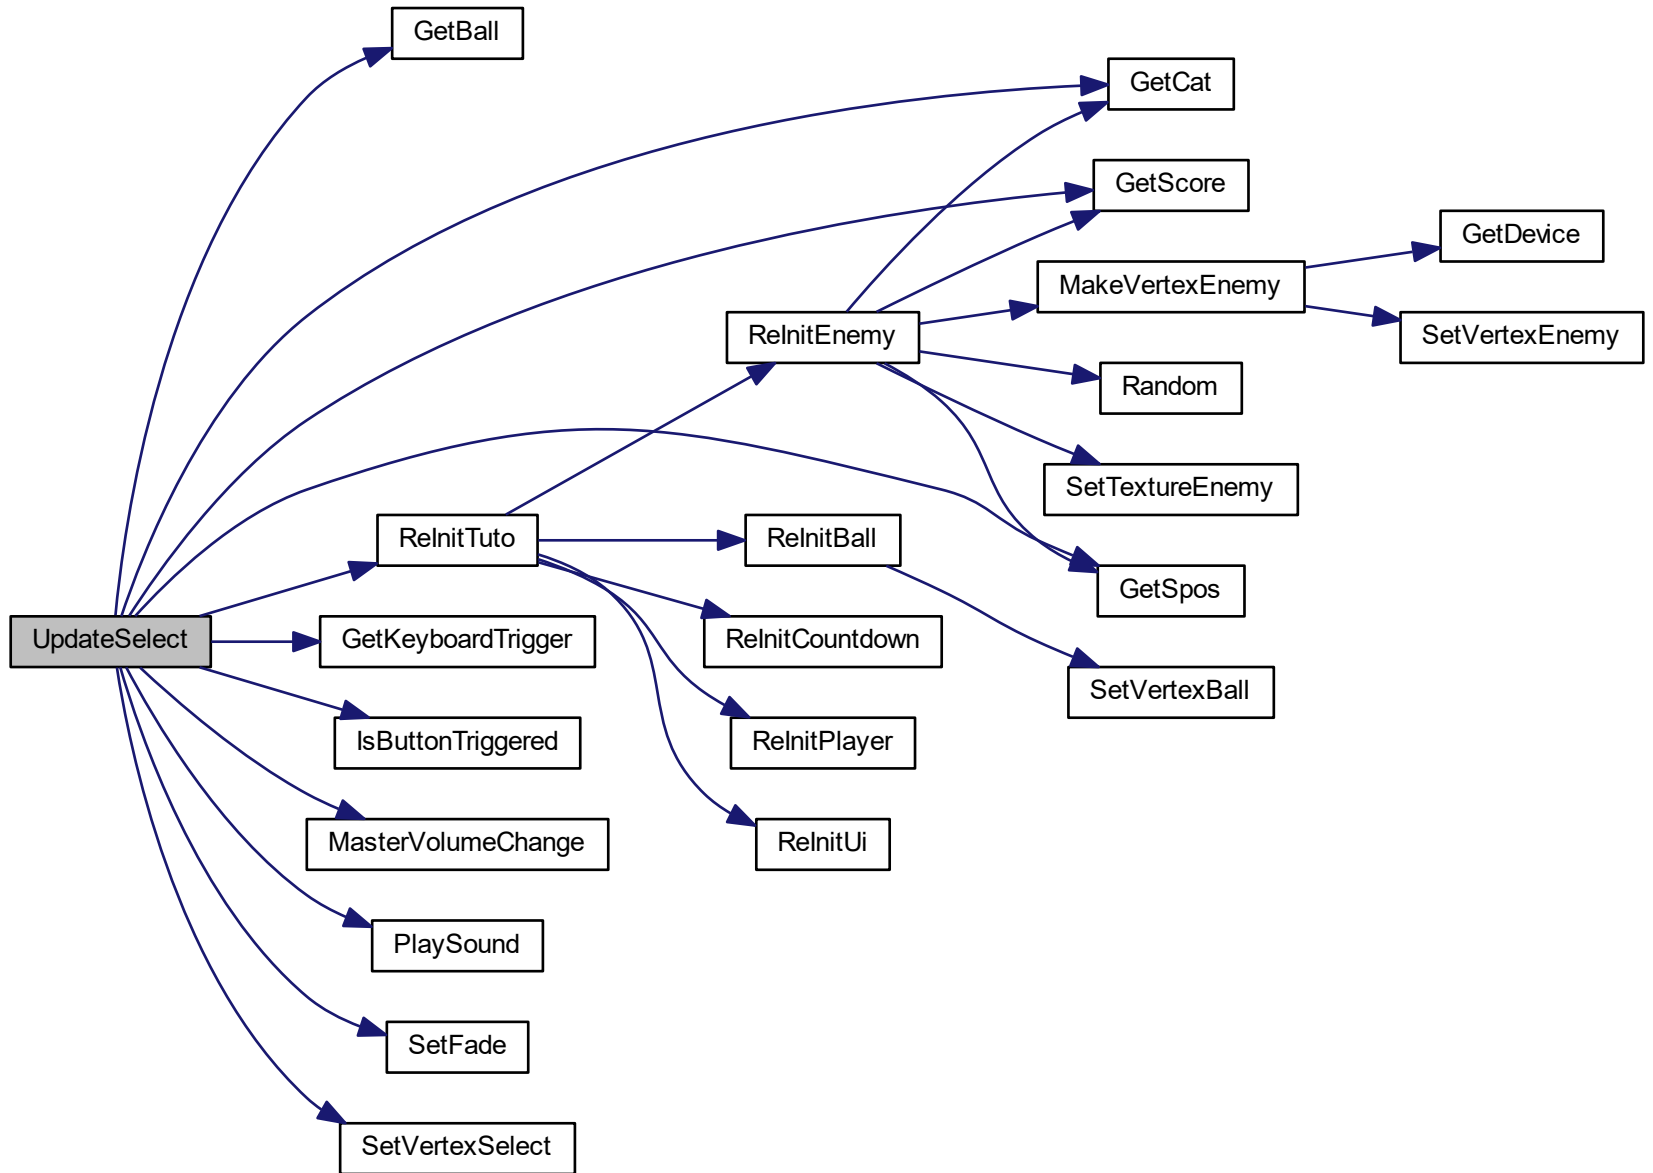 GetBall
GetCat
GetScore
GetDevice
MakeVertexEnemy
SetVertexEnemy
ReInitEnemy
Random
SetTextureEnemy
ReInitTuto
ReInitBall
GetSpos
UpdateSelect
GetKeyboardTrigger
ReInitCountdown
SetVertexBall
IsButtonTriggered
ReInitPlayer
MasterVolumeChange
ReInitUi
PlaySound
SetFade
SetVertexSelect